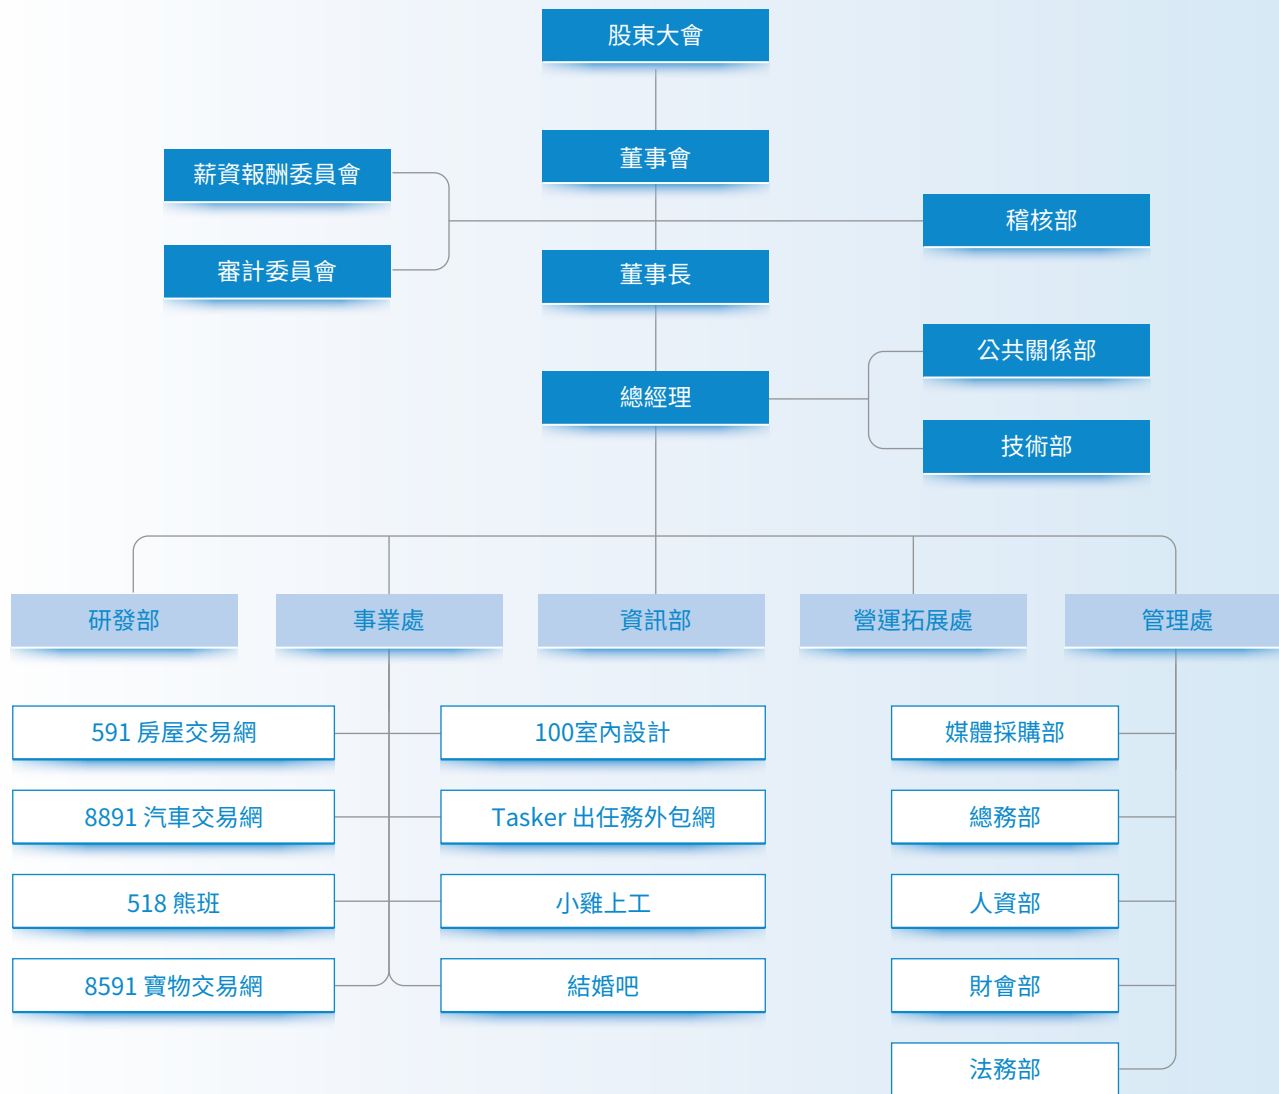 股東大會
董事會
薪資報酬委員會
審計委員會
稽核部
董事長
總經理
公共關係部
技術部
研發部
事業處
資訊部
營運拓展處
管理處
591 房屋交易網
100室內設計
媒體採購部
8891 汽車交易網
Tasker 出任務外包網
總務部
518 熊班
小雞上工
人資部
8591 寶物交易網
結婚吧
財會部
法務部